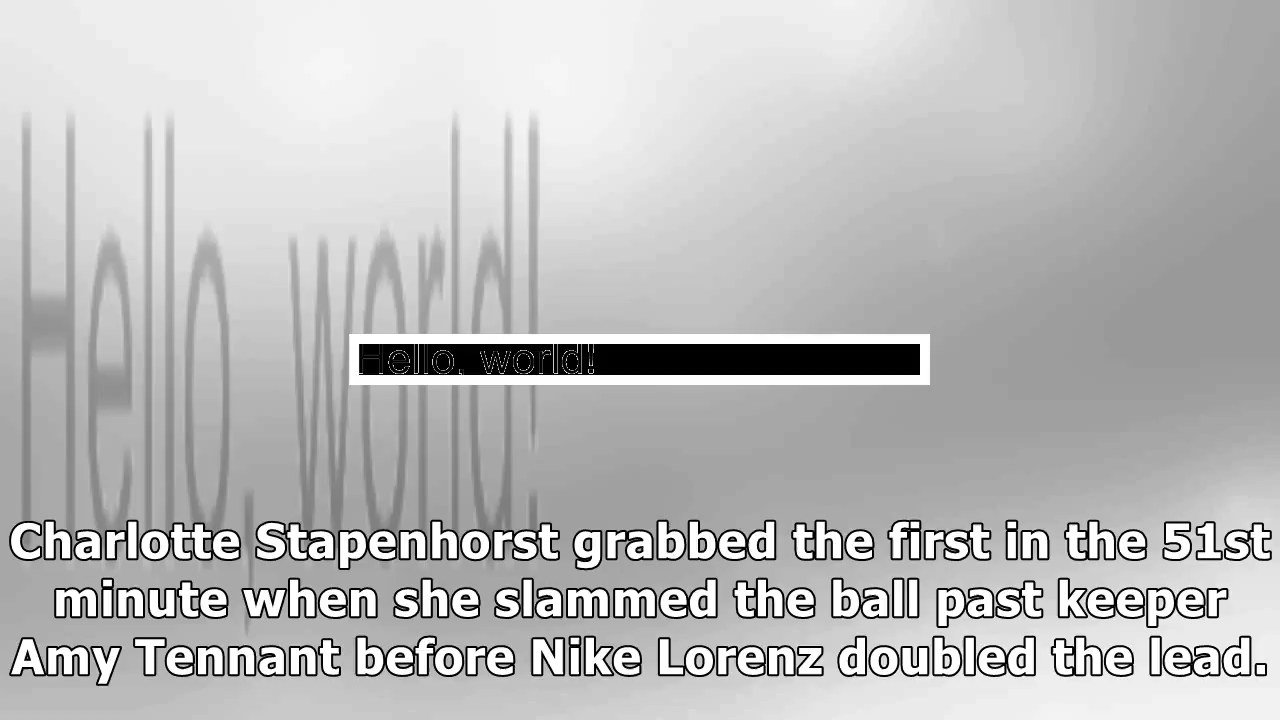 Hello, world!
Hello, world!
Charlotte Stapenhorst grabbed the first in the 51st
minute when she slammed the ball past keeper
Amy Tennant before Nike Lorenz doubled the lead.